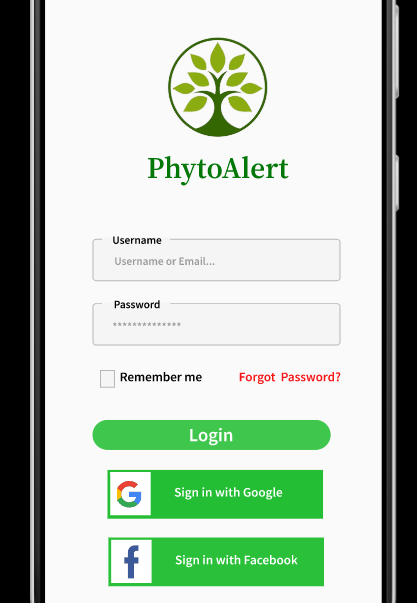 PhytoAlert
Username
Username or Email...
Password
**************
Remember me
Forgot Password?
Login
Sign in with Google
Sign in with Facebook